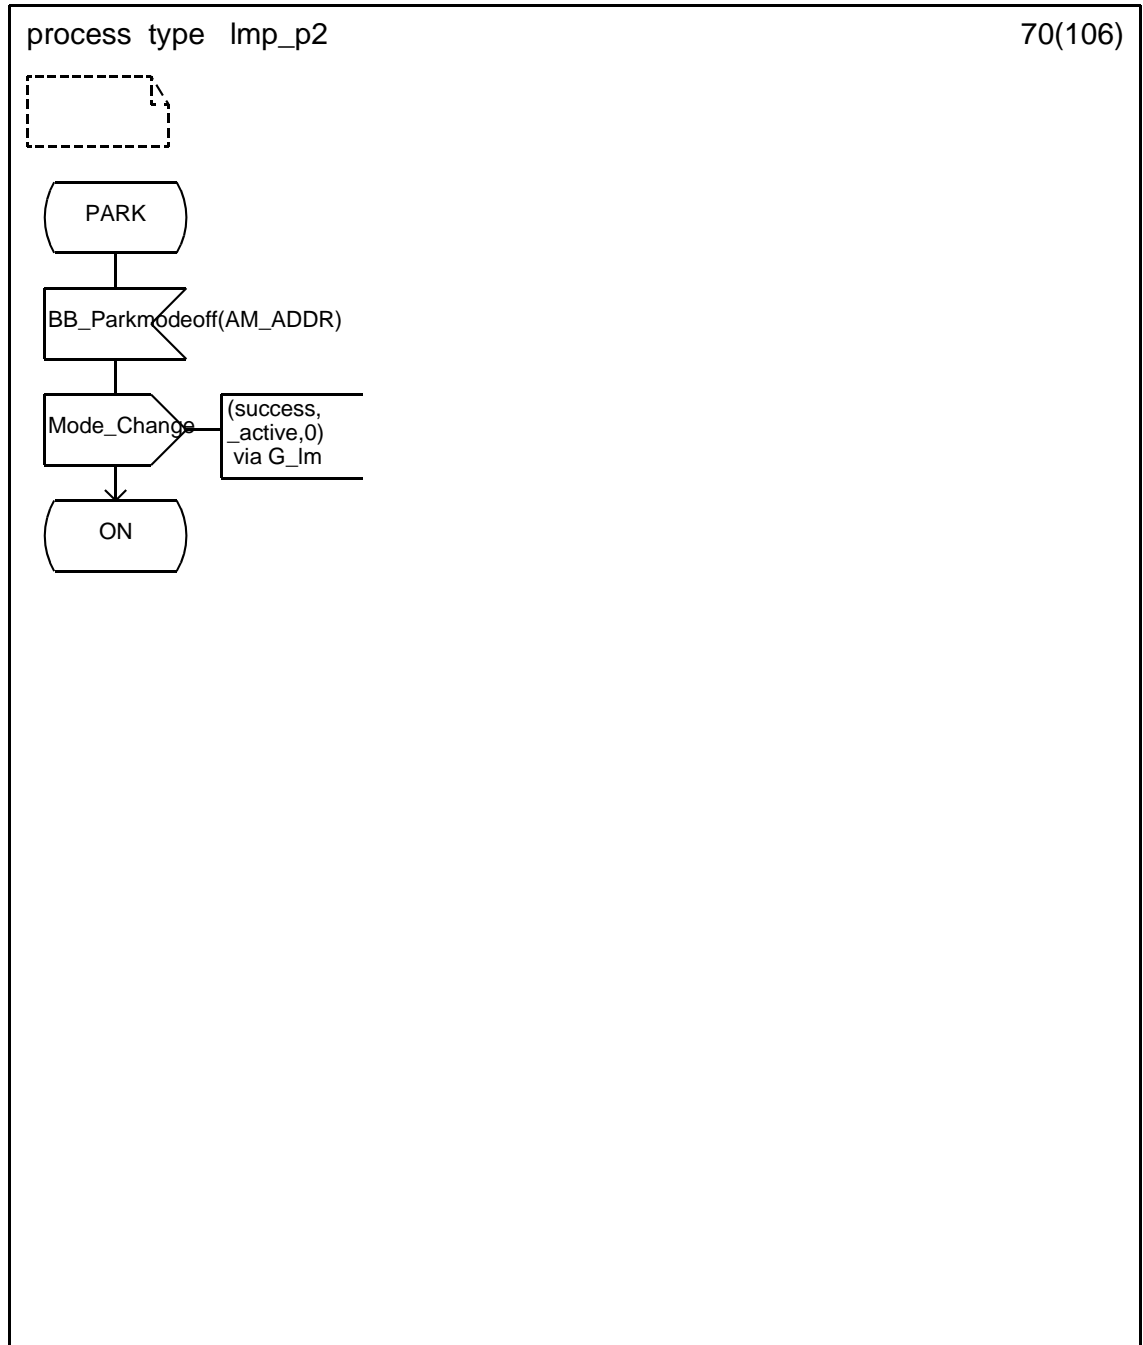 process type lmp_p2
70(106)
PARK
BB_Parkmodeoff(AM_ADDR)
Mode_Change
(success,
_active,0)
via G_lm
ON